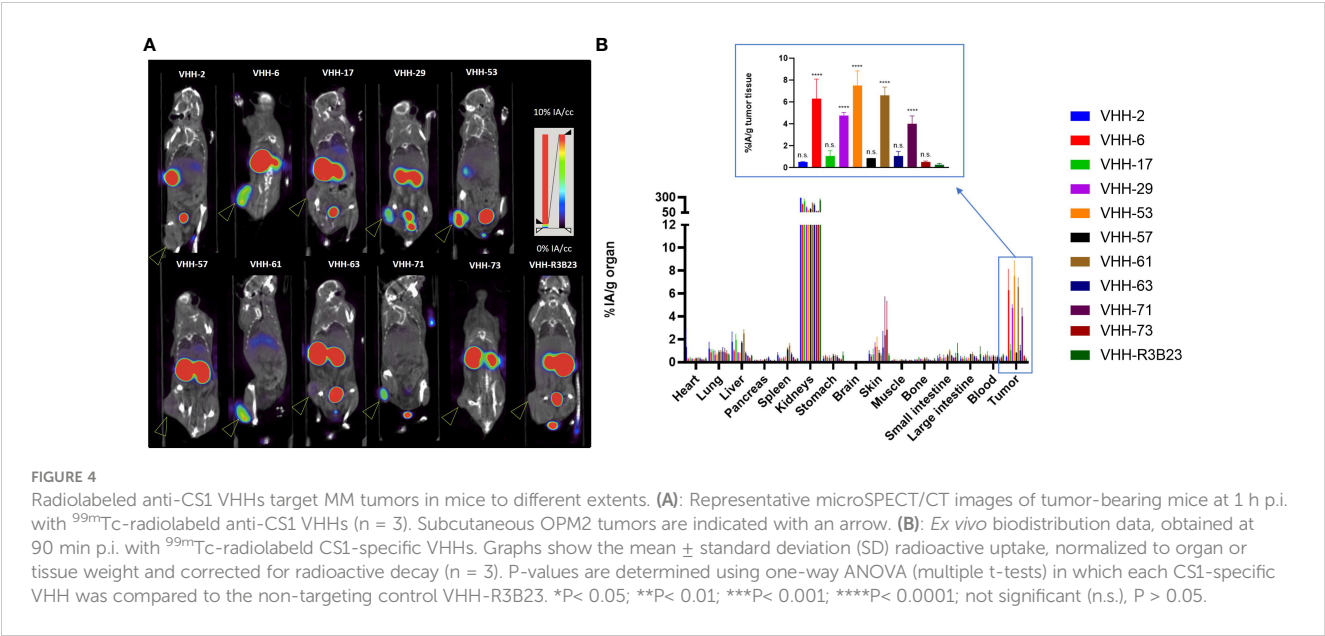 A
VHH-2 VHH-6 VHH-17 VHH-29 VHH-53
10% IA/cc
0% IA/cc
VHH-57 VHH-61 VHH-63 VHH-71 VHH-73 VHH-R3B23
B
%IA/g tumor tissue
10
8
6
4
2
0
n.s. **** n.s. **** **** n.s. **** n.s. **** n.s.
%IA/g organ
300
50
12
10
8
6
4
2
0
Heart
Lung
Liver
Pancreas
Spleen
Kidneys
Stomach
Brain
Skin
Muscle
Bone
Small intestine
Large intestine
Blood
Tumor
VHH-2
VHH-6
VHH-17
VHH-29
VHH-53
VHH-57
VHH-61
VHH-63
VHH-71
VHH-73
VHH-R3B23
FIGURE 4
Radiolabeled anti-CS1 VHHs target MM tumors in mice to different extents. (A): Representative microSPECT/CT images of tumor-bearing mice at 1 h p.i.
with 99mTc-radiolabeld anti-CS1 VHHs (n = 3). Subcutaneous OPM2 tumors are indicated with an arrow. (B): Ex vivo biodistribution data, obtained at
90 min p.i. with 99mTc-radiolabeld CS1-specific VHHs. Graphs show the mean ± standard deviation (SD) radioactive uptake, normalized to organ or
tissue weight and corrected for radioactive decay (n = 3). P-values are determined using one-way ANOVA (multiple t-tests) in which each CS1-specific
VHH was compared to the non-targeting control VHH-R3B23. *P< 0.05; **P< 0.01; ***P< 0.001; ****P< 0.0001; not significant (n.s.), P > 0.05.